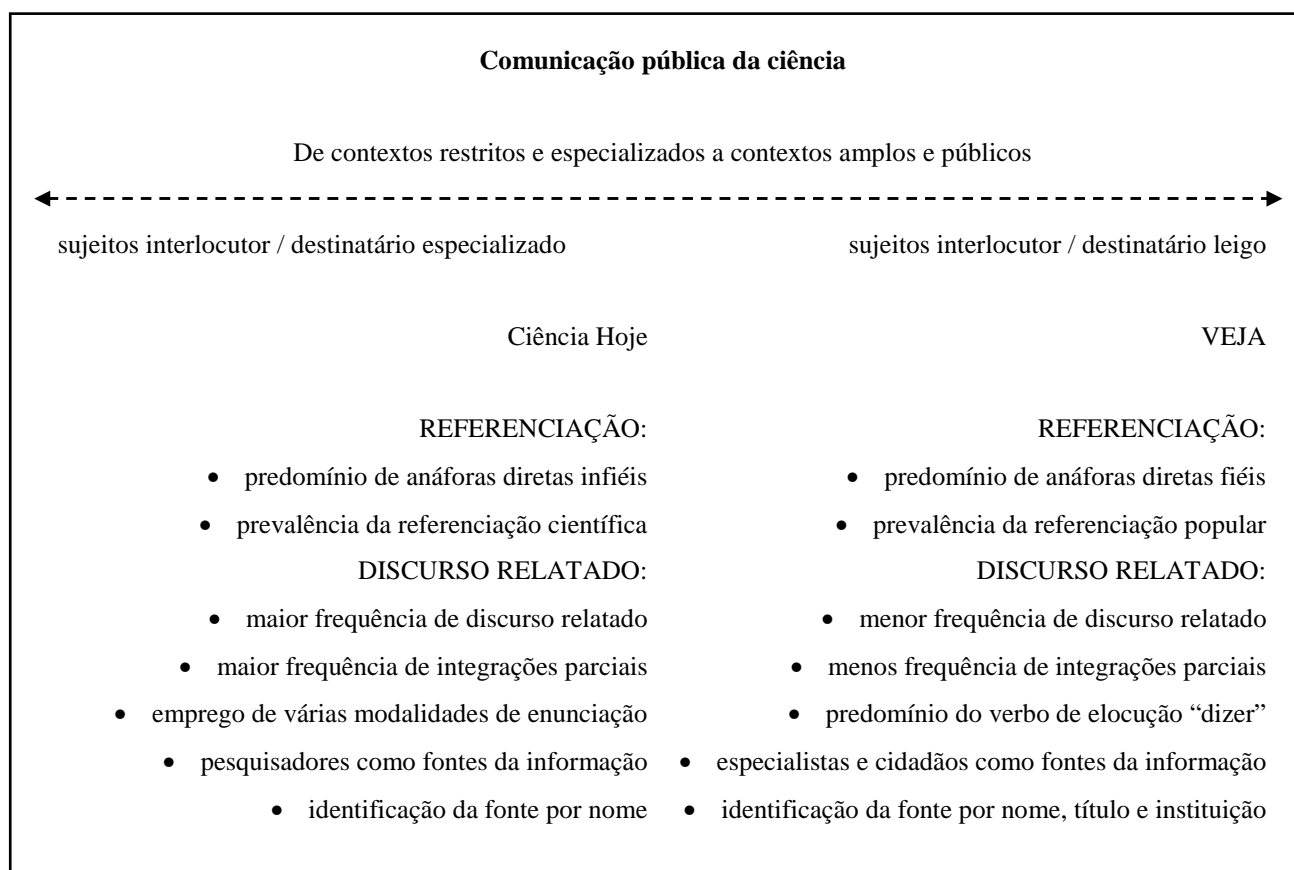 Comunicação pública da ciência
De contextos restritos e especializados a contextos amplos e públicos
sujeitos interlocutor / destinatário especializado
sujeitos interlocutor / destinatário leigo
Ciência Hoje
REFERENCIAÇÃO:
• predomínio de anáforas diretas infiéis
• prevalência da referenciação científica
DISCURSO RELATADO:
• maior frequência de discurso relatado
• maior frequência de integrações parciais
• emprego de várias modalidades de enunciação
• pesquisadores como fontes da informação
• identificação da fonte por nome
VEJA
REFERENCIAÇÃO:
• predomínio de anáforas diretas fiéis
• prevalência da referenciação popular
DISCURSO RELATADO:
• menor frequência de discurso relatado
• menos frequência de integrações parciais
• predomínio do verbo de elocução “dizer”
• especialistas e cidadãos como fontes da informação
• identificação da fonte por nome, título e instituição